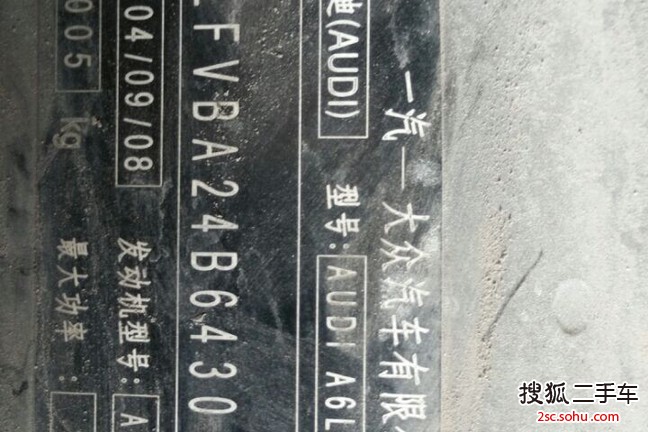 一汽一大众汽车有限
迪(AUDI) 型号: AUDI A6L
FVBA24B6430
04/09/08 发动机型号: A
005 kg 最大功率:
搜狐二手车
2sc.sohu.com